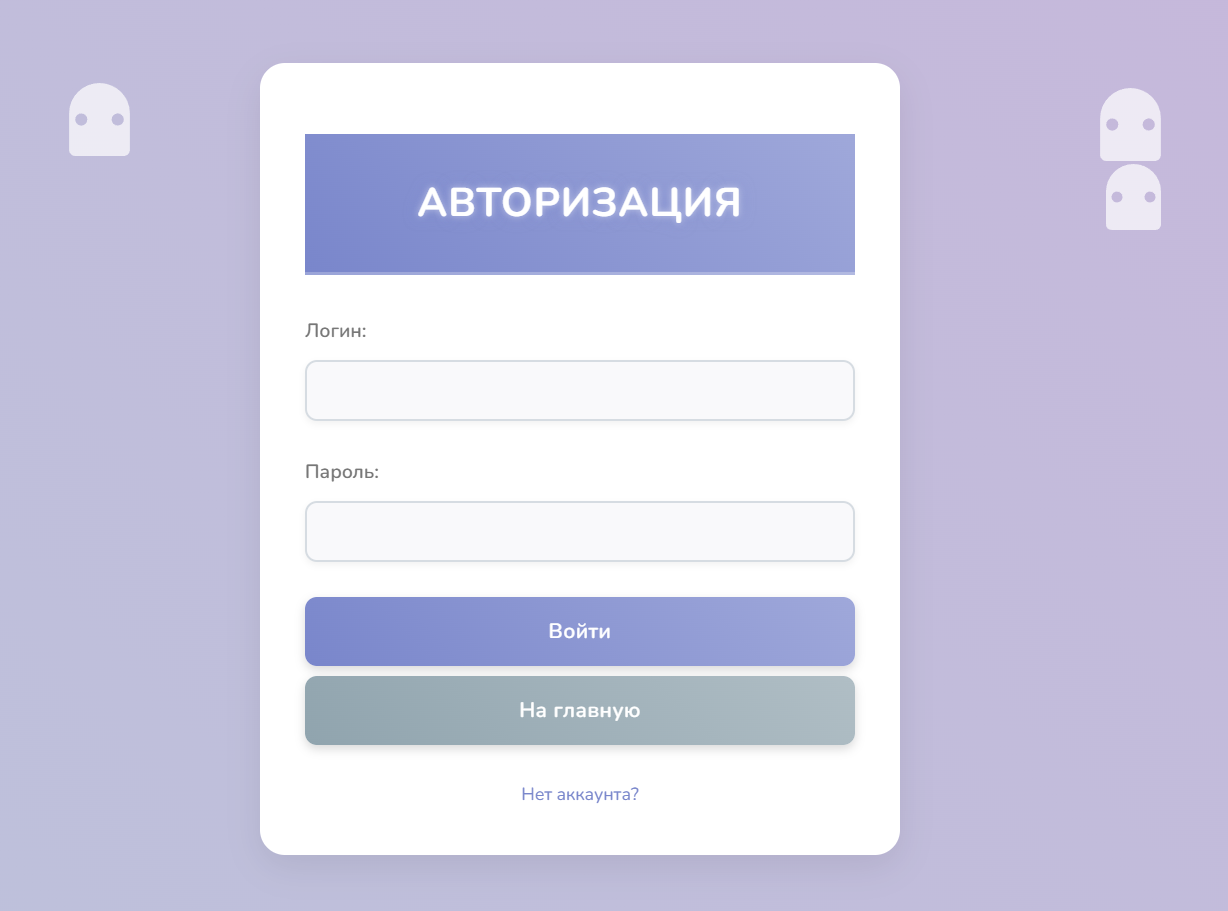 АВТОРИЗАЦИЯ
Логин:
Пароль:
Войти
На главную
Нет аккаунта?